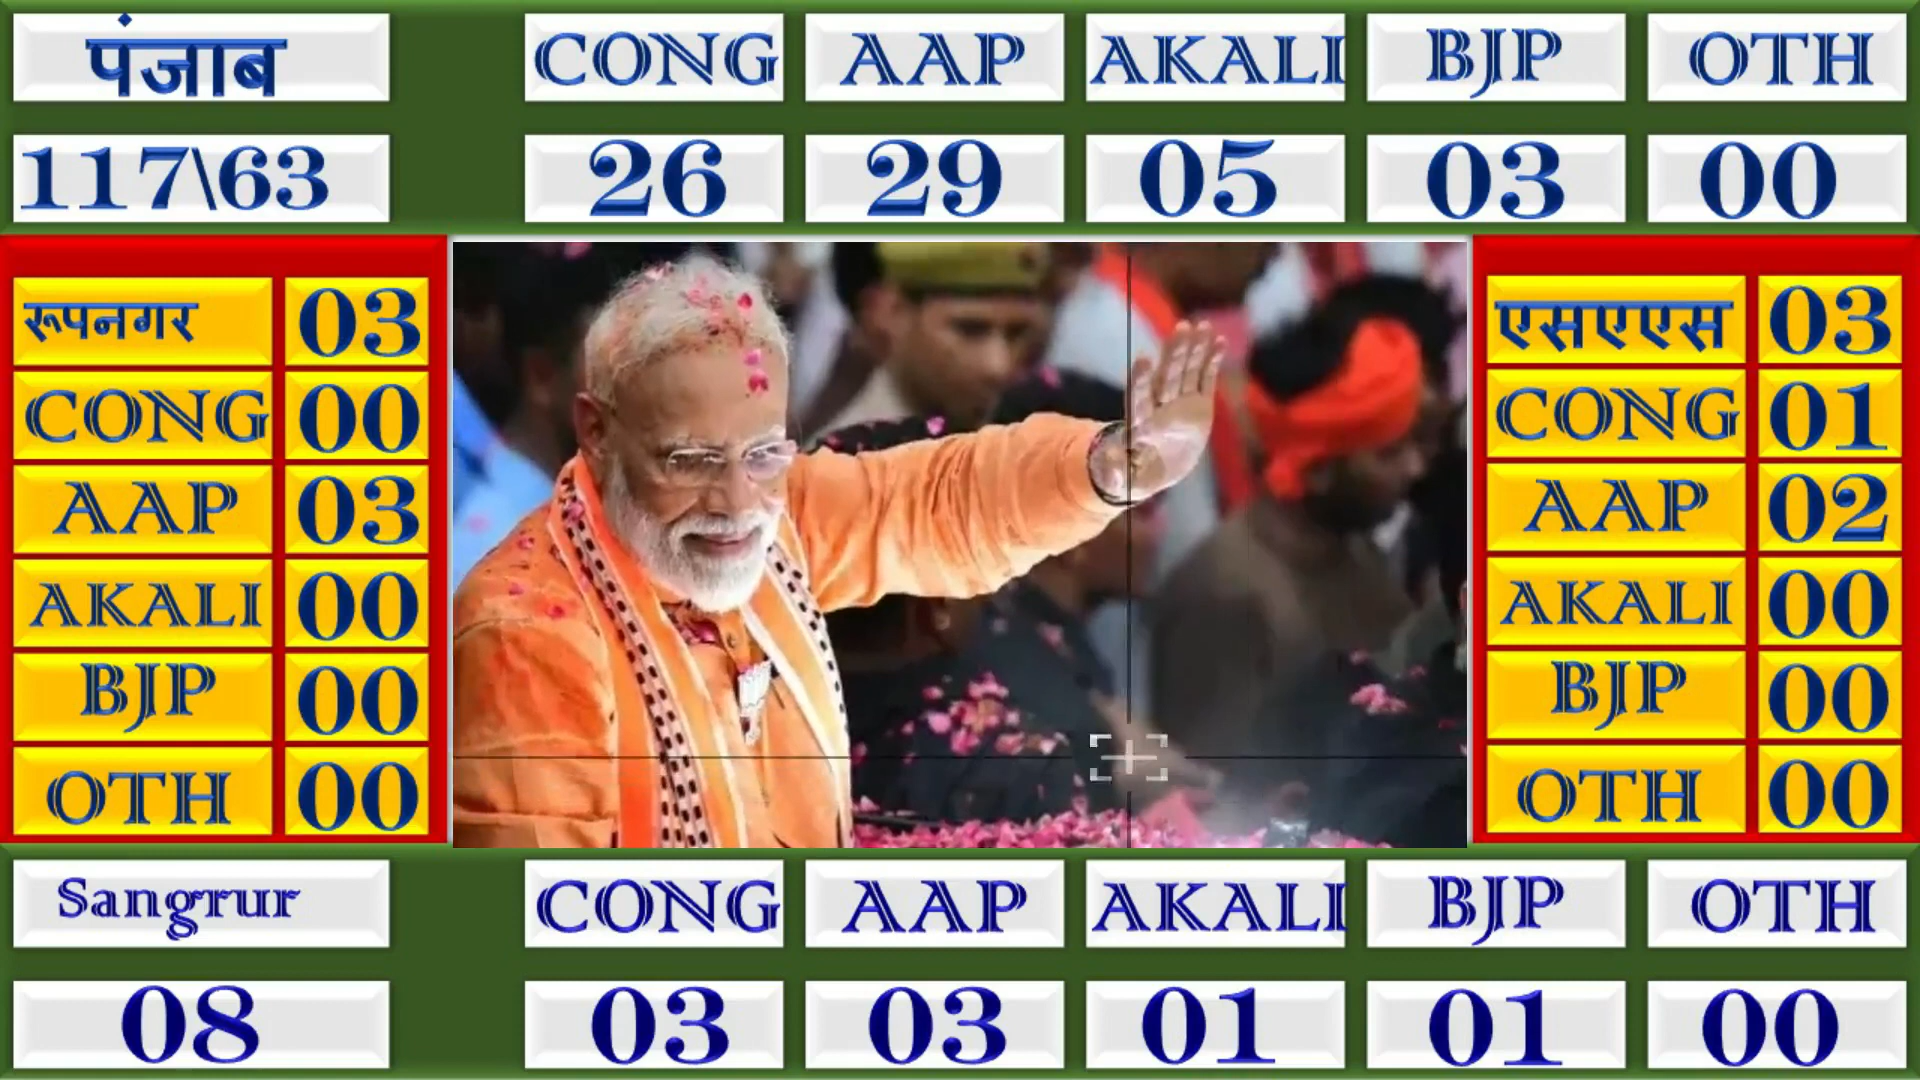 पंजाब CONG AAP AKALI BJP OTH
117\63 26 29 05 03 00
रूपनगर 03
CONG 00
AAP 03
AKALI 00
BJP 00
OTH 00
एसएएस 03
CONG 01
AAP 02
AKALI 00
BJP 00
OTH 00
Sangrur CONG AAP AKALI BJP OTH
08 03 03 01 01 00